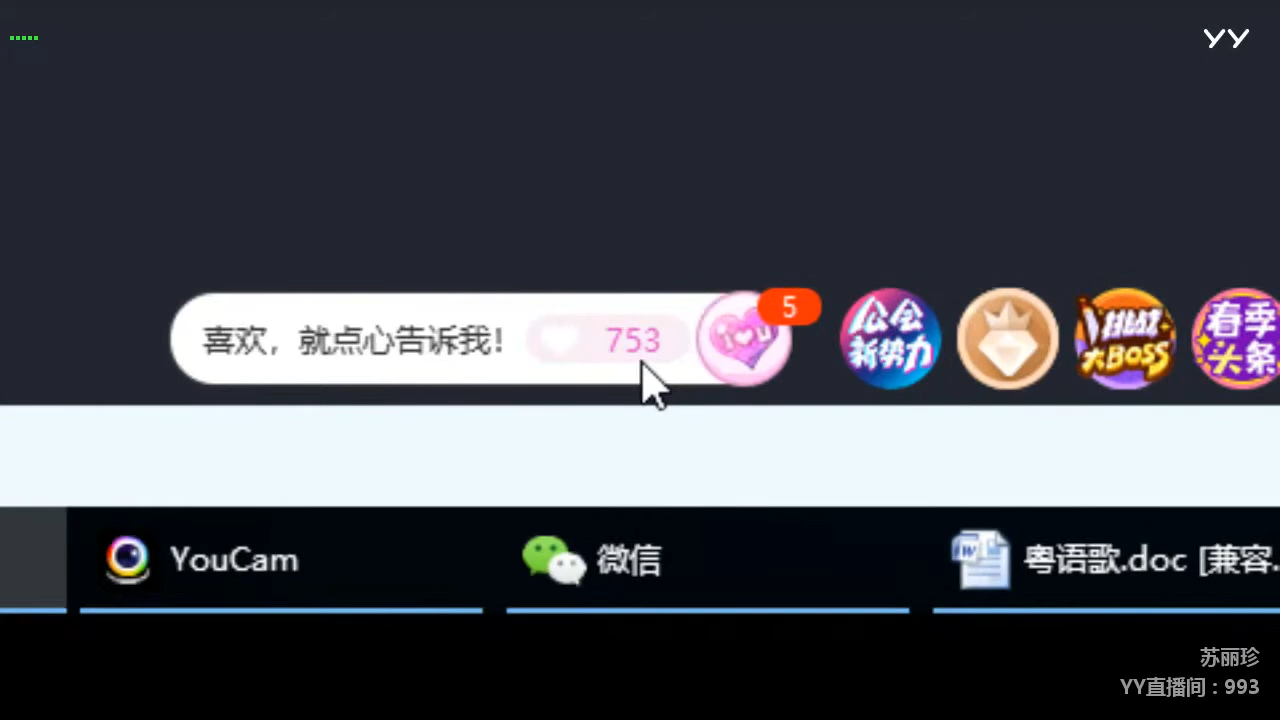 YY
5
喜欢，就点心告诉我！ 753
i❤u
公会
新势力
挑战
大BOSS
春季
头条
YouCam
微信
粤语歌.doc [兼容...
苏丽珍
YY直播间：993